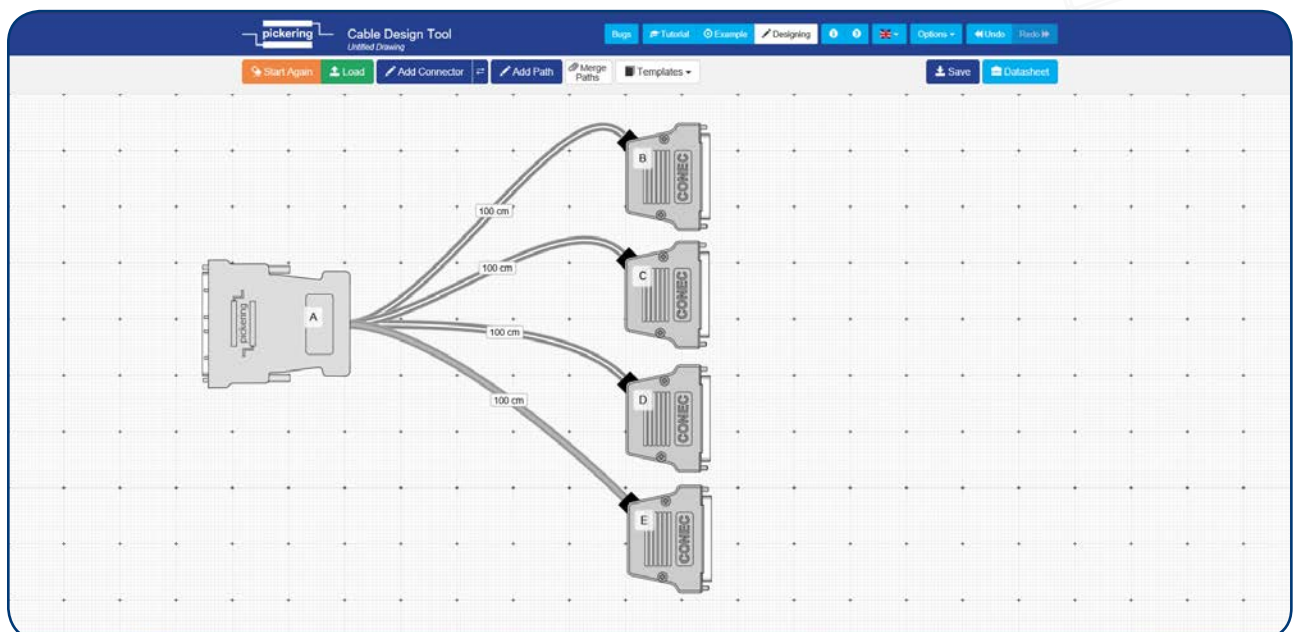 pickering
Cable Design Tool
Untitled Drawing
Bugs
Tutorial
Example
Designing
Options
Undo
Redo
Start Again
Load
Add Connector
Add Path
Merge
Paths
Templates
Save
Datasheet
B
CONEC
100 cm
C
CONEC
100 cm
pickering
A
100 cm
D
CONEC
100 cm
E
CONEC